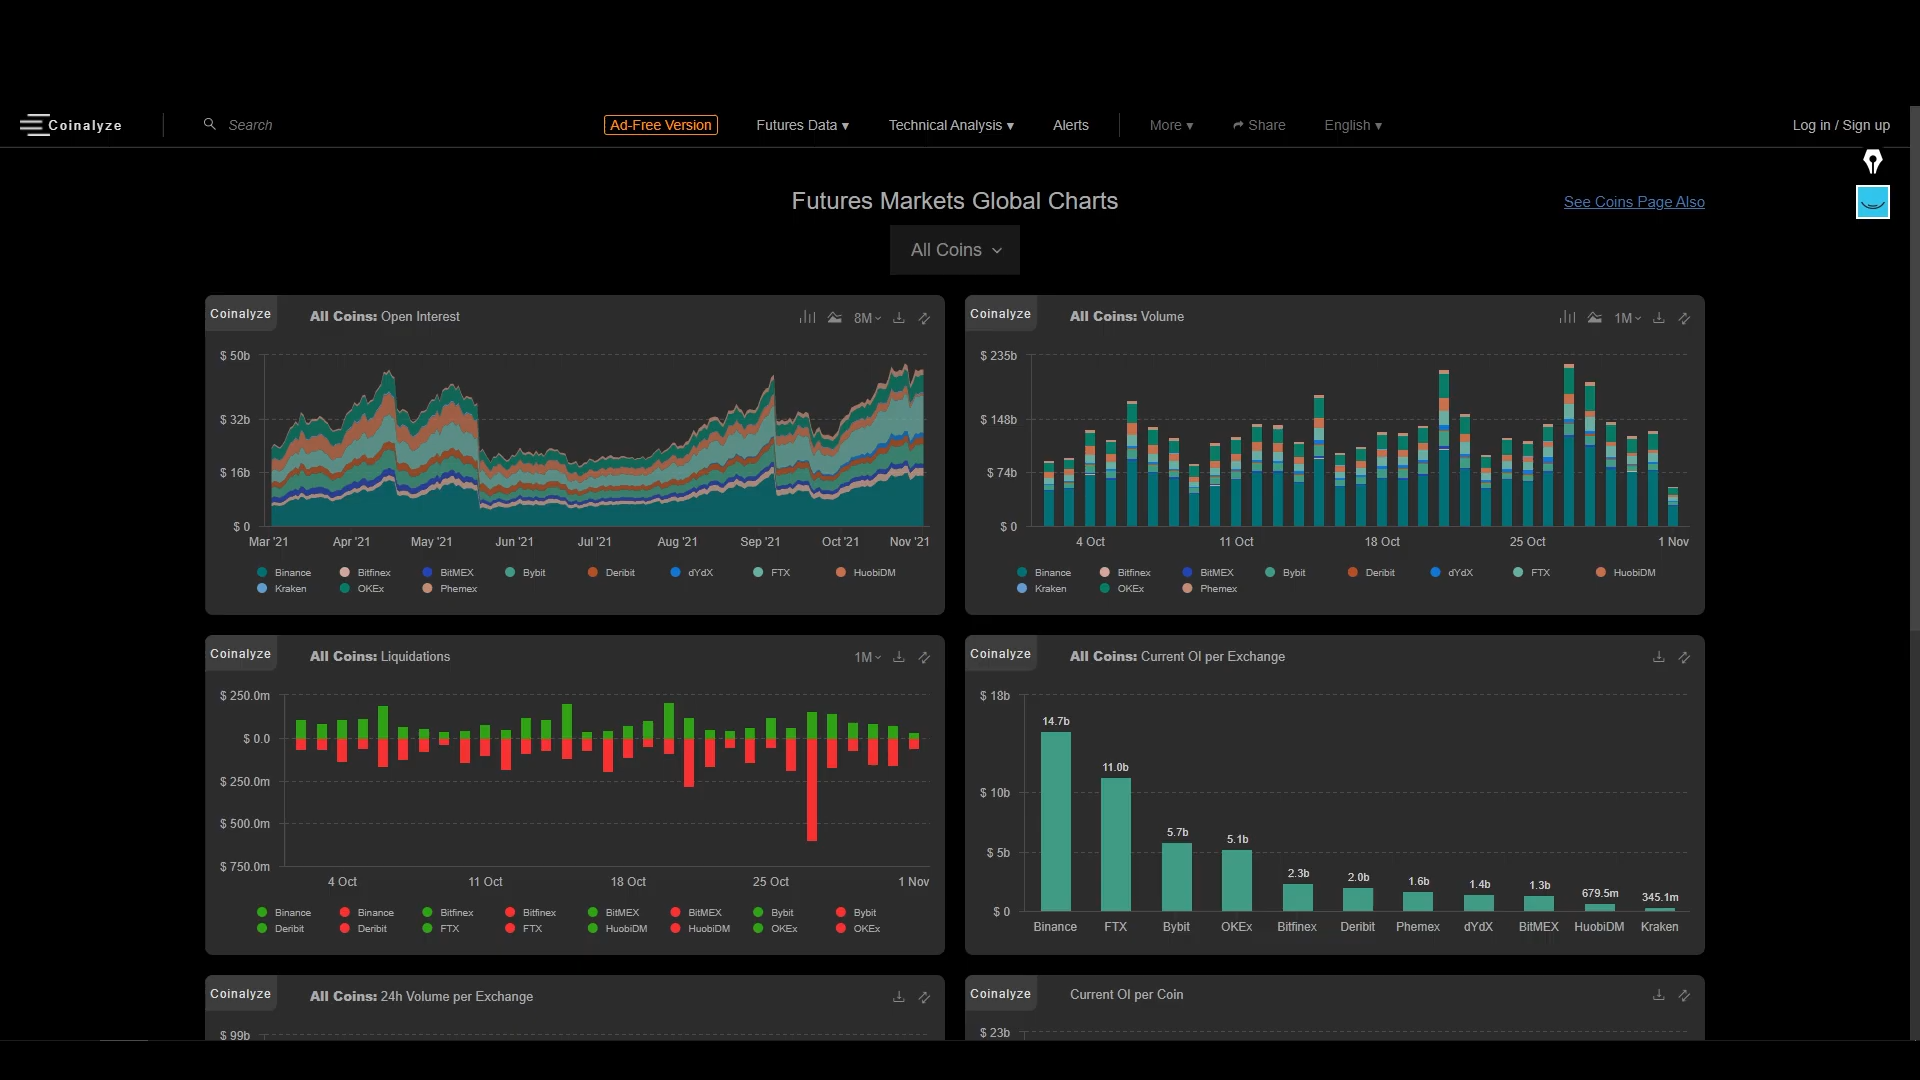 Coinalyze
Search
Ad-Free Version
Futures Data ▾
Technical Analysis ▾
Alerts
More ▾
Share
English ▾
Log in / Sign up
Futures Markets Global Charts
See Coins Page Also
All Coins
Coinalyze
All Coins: Open Interest
8M
$ 50b
$ 32b
$ 16b
$ 0
Mar '21 Apr '21 May '21 Jun '21 Jul '21 Aug '21 Sep '21 Oct '21 Nov '21
Binance Bitfinex BitMEX Bybit Deribit dYdX FTX HuobiDM
Kraken OKEx Phemex
Coinalyze
All Coins: Volume
1M
$ 235b
$ 148b
$ 74b
$ 0
4 Oct 11 Oct 18 Oct 25 Oct 1 Nov
Binance Bitfinex BitMEX Bybit Deribit dYdX FTX HuobiDM
Kraken OKEx Phemex
Coinalyze
All Coins: Liquidations
1M
$ 250.0m
$ 0.0
$ 250.0m
$ 500.0m
$ 750.0m
4 Oct 11 Oct 18 Oct 25 Oct 1 Nov
Binance Binance Bitfinex Bitfinex BitMEX BitMEX Bybit Bybit
Deribit Deribit FTX FTX HuobiDM HuobiDM OKEx OKEx
Coinalyze
All Coins: Current OI per Exchange
$ 18b
$ 10b
$ 5b
$ 0
14.7b 11.0b 5.7b 5.1b 2.3b 2.0b 1.6b 1.4b 1.3b 679.5m 345.1m
Binance FTX Bybit OKEx Bitfinex Deribit Phemex dYdX BitMEX HuobiDM Kraken
Coinalyze
All Coins: 24h Volume per Exchange
$ 99b
Coinalyze
Current OI per Coin
$ 23b